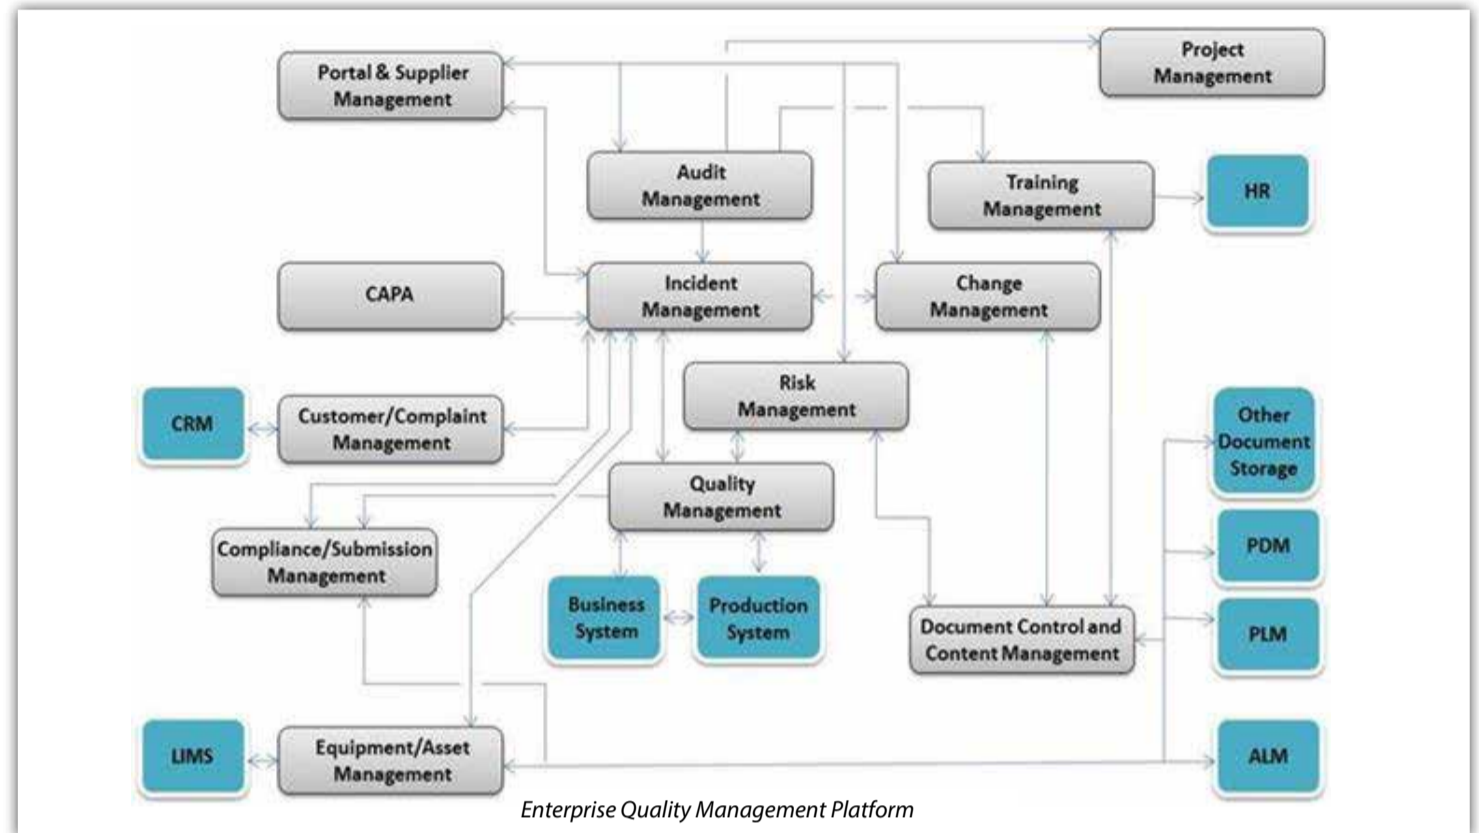 Project
Management
Portal & Supplier
Management
Audit
Management
Training
Management
HR
CAPA
Incident
Management
Change
Management
Risk
Management
CRM
Customer/Complaint
Management
Other
Document
Storage
Quality
Management
Compliance/Submission
Management
PDM
Business
System
Production
System
Document Control and
Content Management
PLM
LIMS
Equipment/Asset
Management
ALM
Enterprise Quality Management Platform